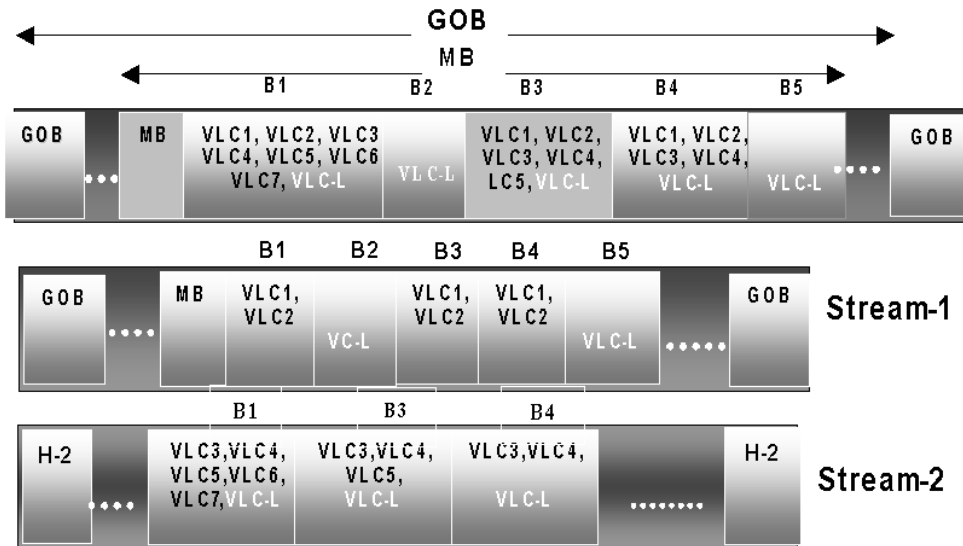 GOB
MB
B1 B2 B3 B4 B5
GOB
MB
VLC1, VLC2, VLC3
VLC4, VLC5, VLC6
VLC7, VLC-L
VLC-L
VLC1, VLC2,
VLC3, VLC4,
LC5, VLC-L
VLC1, VLC2,
VLC3, VLC4,
VLC-L
VLC-L
GOB
B1 B2 B3 B4 B5
GOB
MB
VLC1,
VLC2
VC-L
VLC1,
VLC2
VLC1,
VLC2
VLC-L
GOB
Stream-1
B1 B3 B4
H-2
VLC3,VLC4,
VLC5,VLC6,
VLC7,VLC-L
VLC3,VLC4,
VLC5,
VLC-L
VLC3,VLC4,
VLC-L
H-2
Stream-2